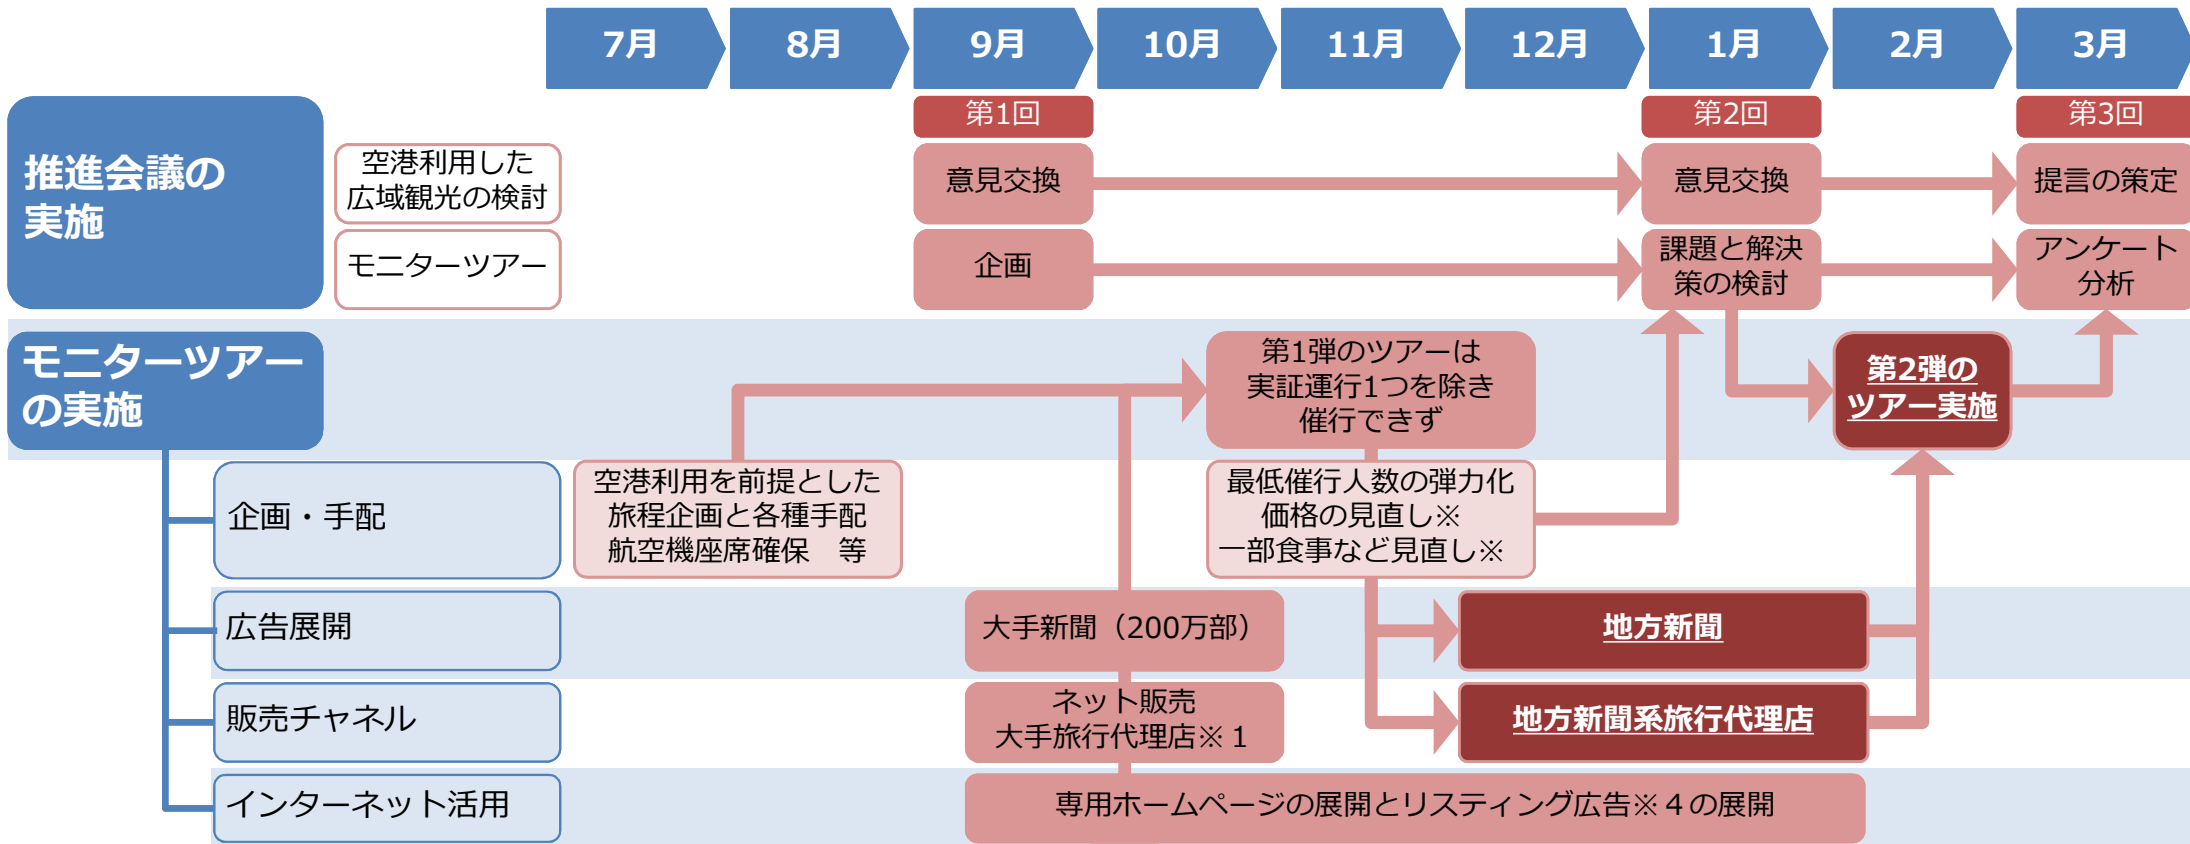 7月
8月
9月
10月
11月
12月
1月
2月
3月
推進会議の
実施
第1回
第2回
第3回
空港利用した
広域観光の検討
意見交換
意見交換
提言の策定
モニターツアー
企画
課題と解決
策の検討
アンケート
分析
モニターツアー
の実施
第1弾のツアーは
実証運行1つを除き
催行できず
第2弾の
ツアー実施
企画・手配
空港利用を前提とした
旅程企画と各種手配
航空機座席確保　等
最低催行人数の弾力化
価格の見直し※
一部食事など見直し※
広告展開
大手新聞（200万部）
地方新聞
販売チャネル
ネット販売
大手旅行代理店※１
地方新聞系旅行代理店
インターネット活用
専用ホームページの展開とリスティング広告※４の展開